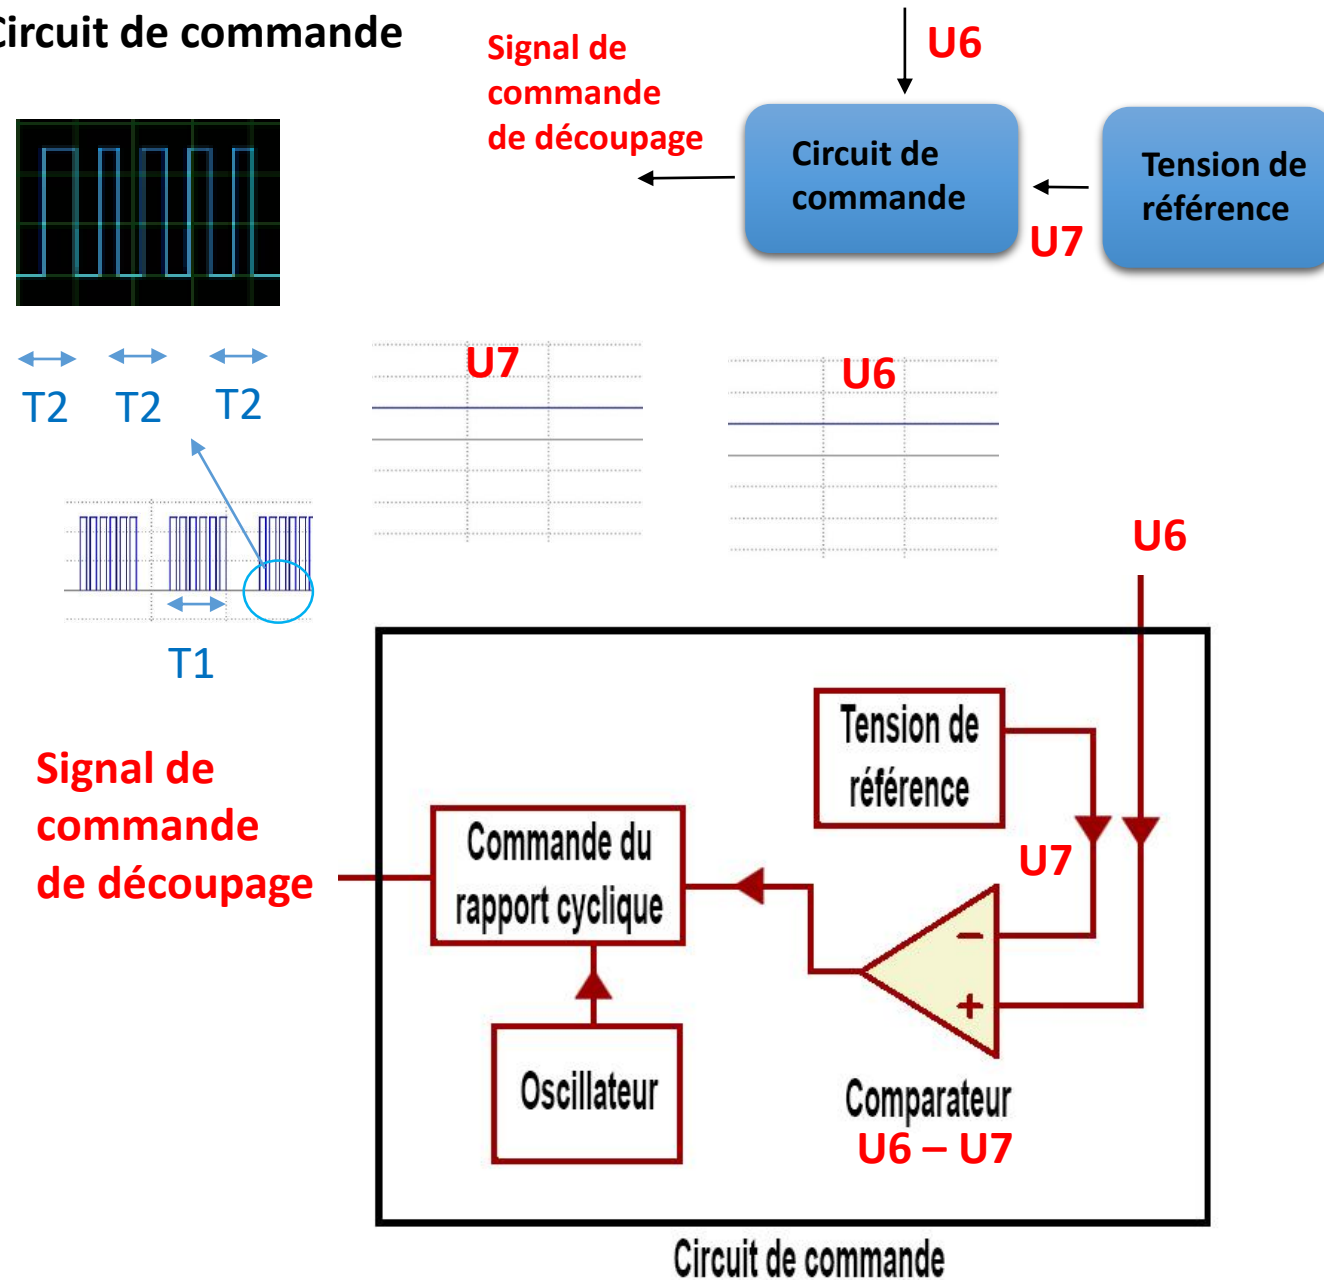 Circuit de commande
Signal de
commande
de découpage
U6
Circuit de
commande
U7
Tension de
référence
T2
T2
T2
U7
U6
T1
U6
Signal de
commande
de découpage
Tension de
référence
Commande du
rapport cyclique
U7
Oscillateur
−
+
Comparateur
U6 – U7
Circuit de commande